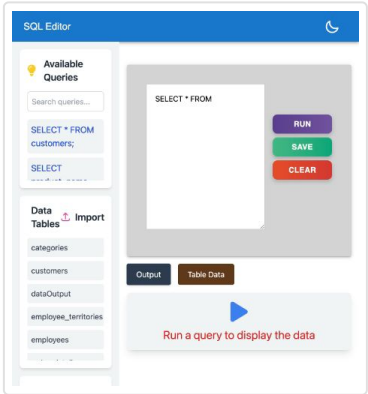 SQL Editor
Available
Queries
Search queries...
SELECT * FROM
customers;
SELECT
Data
Tables
Import
categories
customers
dataOutput
employee_territories
employees
SELECT * FROM
RUN
SAVE
CLEAR
Output
Table Data
Run a query to display the data